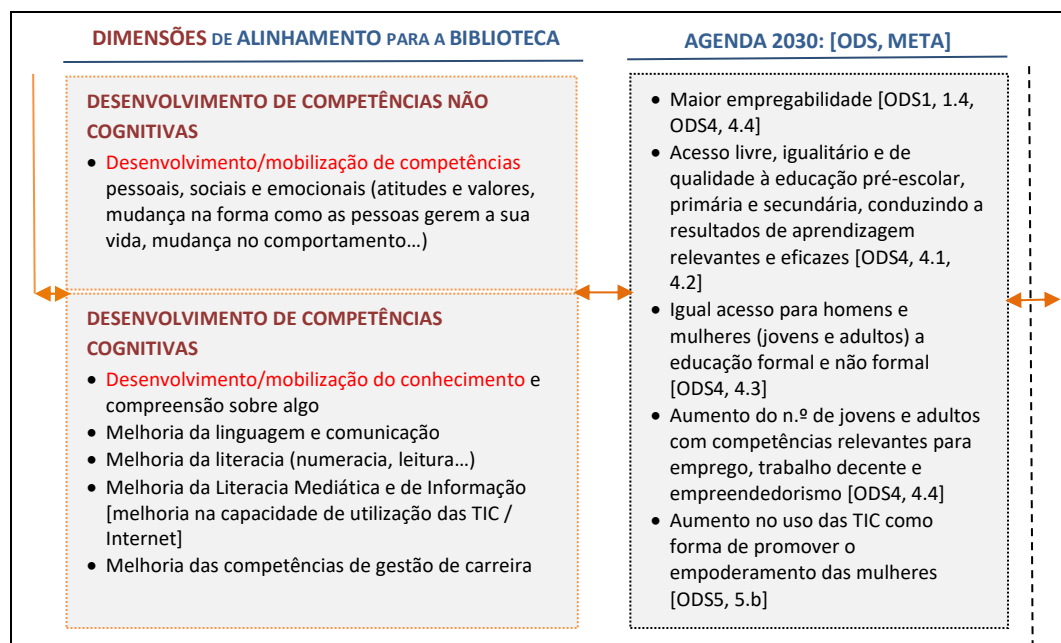 DIMENSÕES DE ALINHAMENTO PARA A BIBLIOTECA
DESENVOLVIMENTO DE COMPETÊNCIAS NÃO
COGNITIVAS
• Desenvolvimento/mobilização de competências
pessoais, sociais e emocionais (atitudes e valores,
mudança na forma como as pessoas gerem a sua
vida, mudança no comportamento…)
DESENVOLVIMENTO DE COMPETÊNCIAS
COGNITIVAS
• Desenvolvimento/mobilização do conhecimento e
compreensão sobre algo
• Melhoria da linguagem e comunicação
• Melhoria da literacia (numeracia, leitura…)
• Melhoria da Literacia Mediática e de Informação
[melhoria na capacidade de utilização das TIC /
Internet]
• Melhoria das competências de gestão de carreira
AGENDA 2030: [ODS, META]
• Maior empregabilidade [ODS1, 1.4,
ODS4, 4.4]
• Acesso livre, igualitário e de
qualidade à educação pré-escolar,
primária e secundária, conduzindo a
resultados de aprendizagem
relevantes e eficazes [ODS4, 4.1,
4.2]
• Igual acesso para homens e
mulheres (jovens e adultos) a
educação formal e não formal
[ODS4, 4.3]
• Aumento do n.º de jovens e adultos
com competências relevantes para
emprego, trabalho decente e
empreendedorismo [ODS4, 4.4]
• Aumento no uso das TIC como
forma de promover o
empoderamento das mulheres
[ODS5, 5.b]